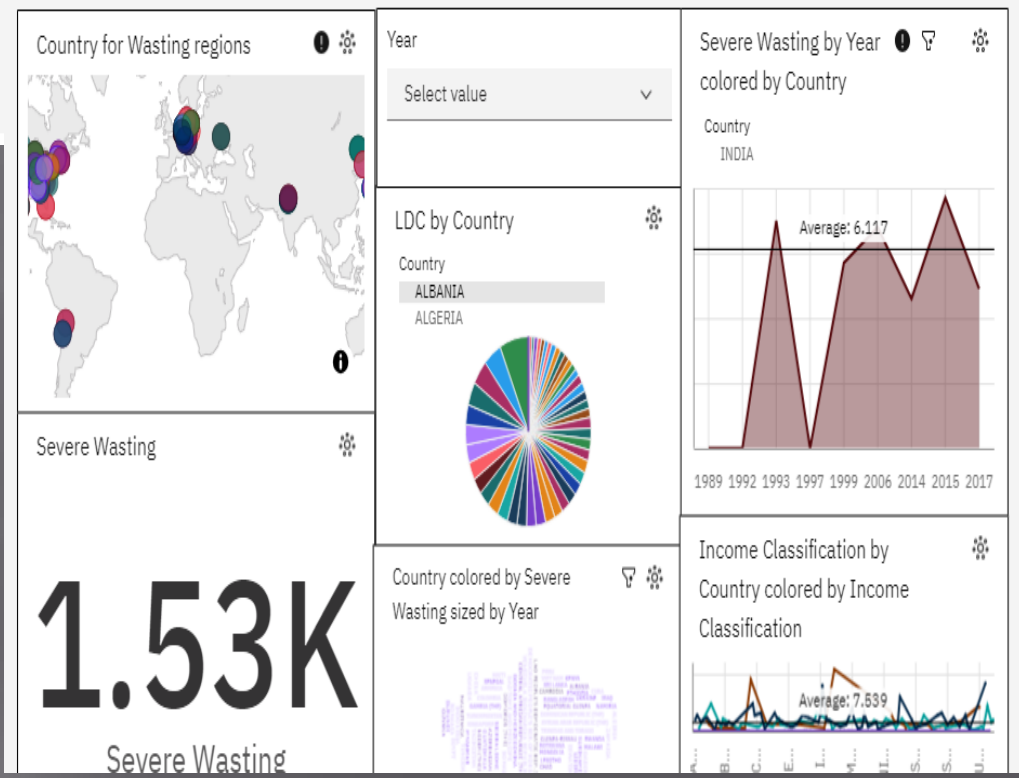 Country for Wasting regions
Year
Select value
Severe Wasting by Year
colored by Country
Country
INDIA
Average: 6.117
1989 1992 1993 1997 1999 2006 2014 2015 2017
LDC by Country
Country
ALBANIA
ALGERIA
Severe Wasting
1.53K
Severe Wasting
Country colored by Severe
Wasting sized by Year
Income Classification by
Country colored by Income
Classification
Average: 7.539
A... B... C... E... I... M... S... S... U...